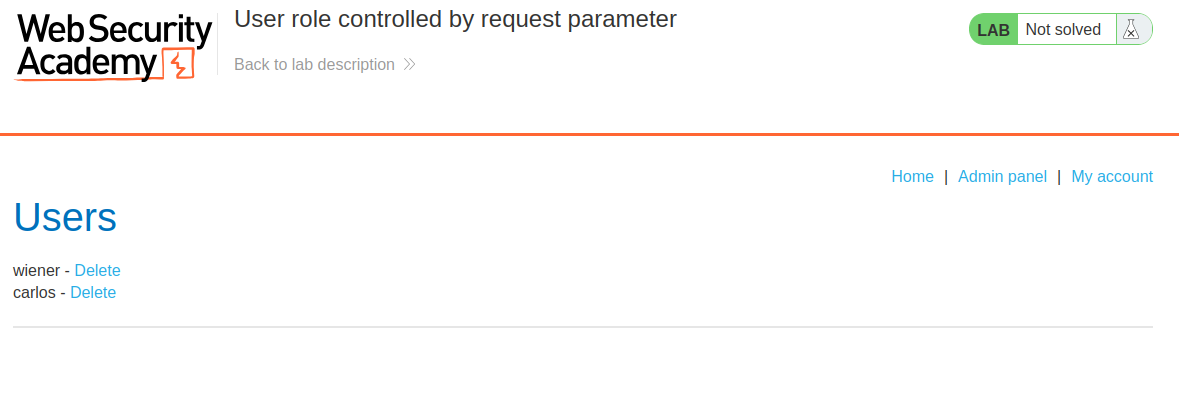 Web Security
Academy
User role controlled by request parameter
Back to lab description
LAB Not solved
Home | Admin panel | My account
Users
wiener - Delete
carlos - Delete